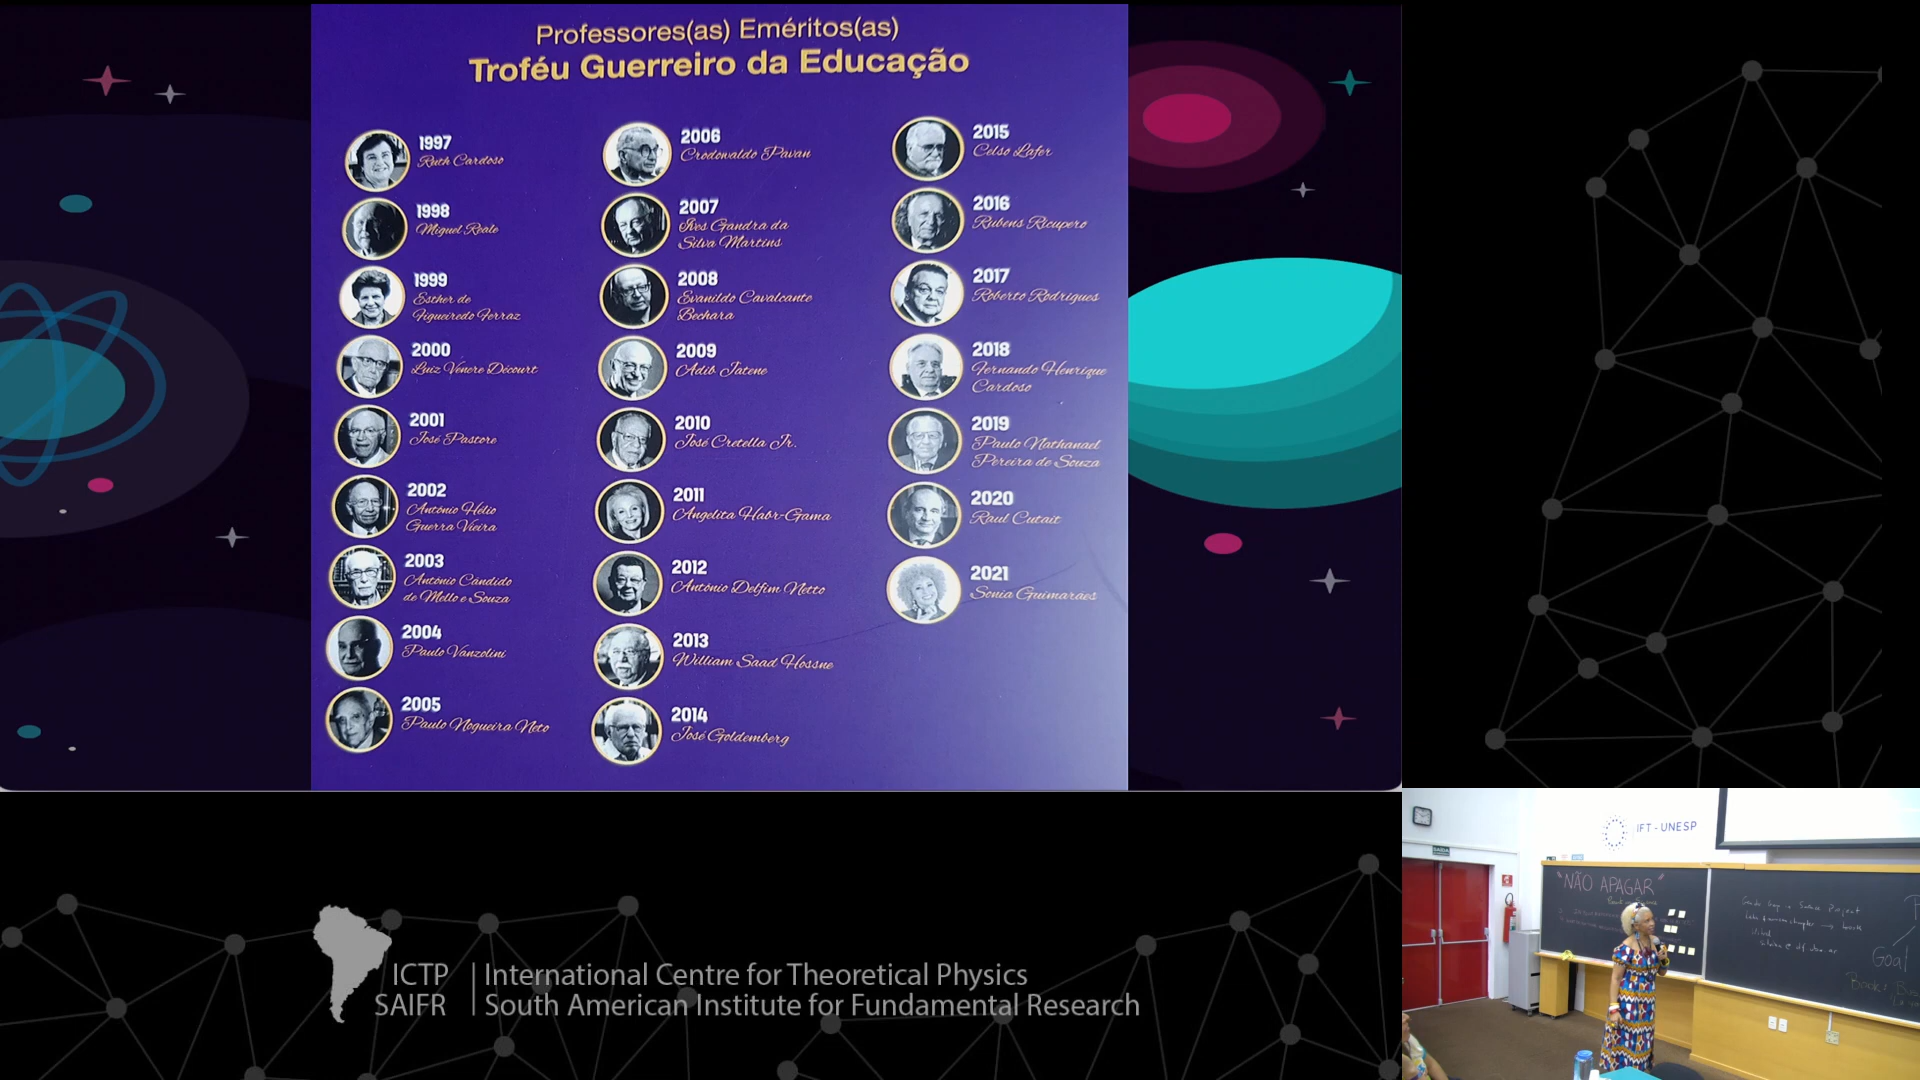 Professores(as) Eméritos(as)
Troféu Guerreiro da Educação
1997
Ruth Cardoso
1998
Miguel Reale
1999
Esther de
Figueiredo Ferraz
2000
Luiz Venere Décourt
2001
José Pastore
2002
Antônio Hélio
Guerra Vieira
2003
Antônio Cândido
de Mello e Souza
2004
Paulo Vanzolini
2005
Paulo Nogueira Neto
2006
Crodowaldo Pavan
2007
Ives Gandra da
Silva Martins
2008
Evanildo Cavalcante
Bechara
2009
Adib Jatene
2010
José Cretella Jr.
2011
Angelita Habr-Gama
2012
Antônio Delfim Netto
2013
William Saad Hossne
2014
José Goldemberg
2015
Celso Lafer
2016
Rubens Ricupero
2017
Roberto Rodrigues
2018
Fernando Henrique
Cardoso
2019
Paulo Nathanael
Pereira de Souza
2020
Raul Cutait
2021
Sonia Guimarães
ICTP
SAIFR
International Centre for Theoretical Physics
South American Institute for Fundamental Research
IFT - UNESP
"NÃO APAGAR"
Goal